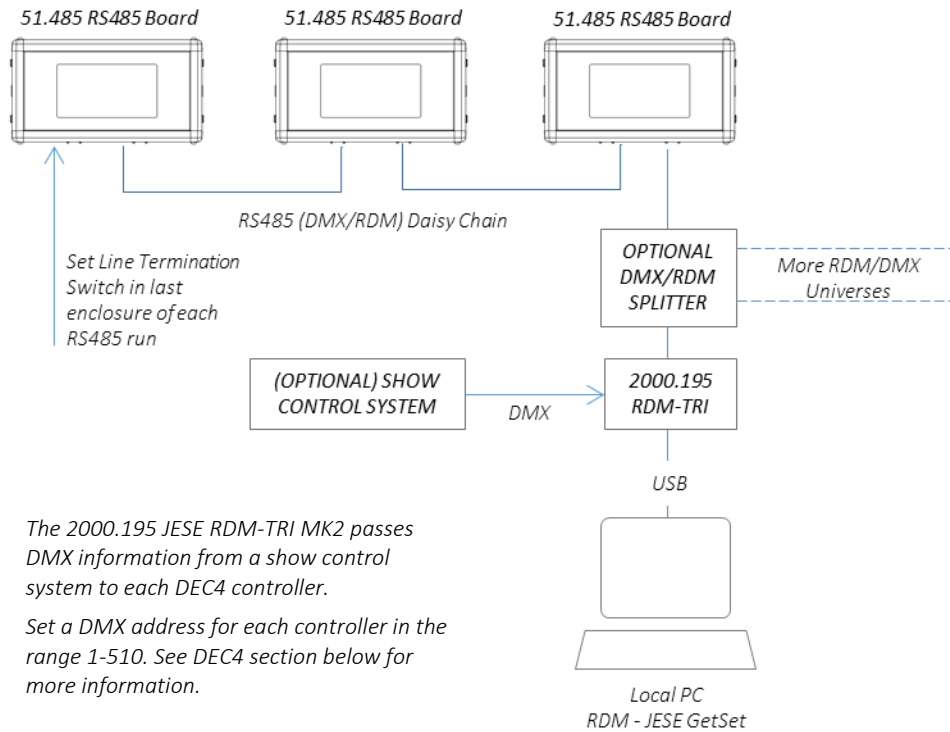 51.485 RS485 Board
51.485 RS485 Board
51.485 RS485 Board
RS485 (DMX/RDM) Daisy Chain
Set Line Termination
Switch in last
enclosure of each
RS485 run
OPTIONAL
DMX/RDM
SPLITTER
More RDM/DMX
Universes
(OPTIONAL) SHOW
CONTROL SYSTEM
DMX
2000.195
RDM-TRI
USB
The 2000.195 JESE RDM-TRI MK2 passes
DMX information from a show control
system to each DEC4 controller.
Set a DMX address for each controller in the
range 1-510. See DEC4 section below for
more information.
Local PC
RDM - JESE GetSet